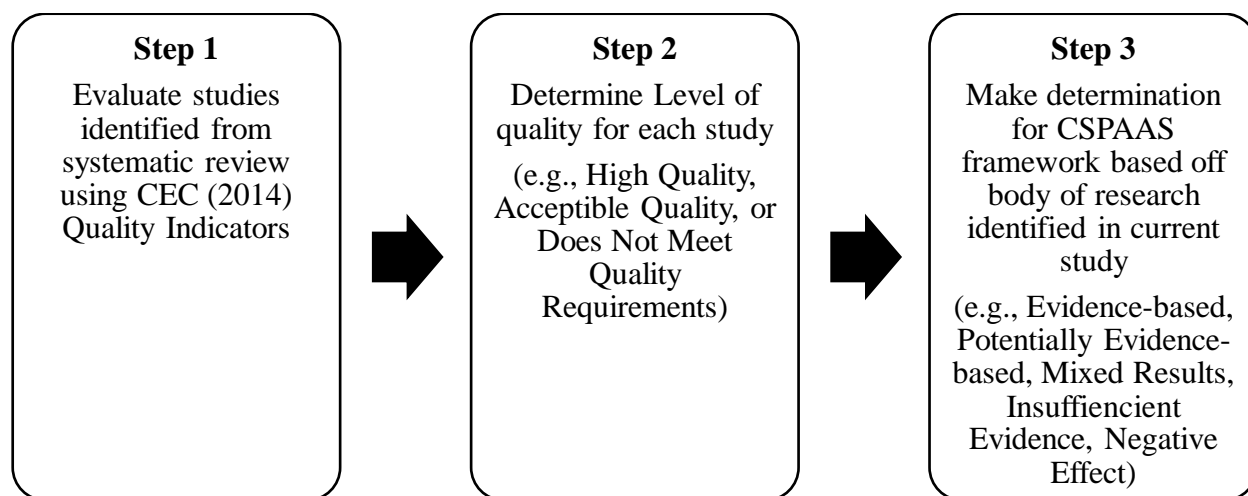 Step 1
Evaluate studies
identified from
systematic review
using CEC (2014)
Quality Indicators
Step 2
Determine Level of
quality for each study
(e.g., High Quality,
Acceptible Quality, or
Does Not Meet
Quality
Requirements)
Step 3
Make determination
for CSPAAS
framework based off
body of research
identified in current
study
(e.g., Evidence-based,
Potentially Evidence-
based, Mixed Results,
Insuffiencient
Evidence, Negative
Effect)